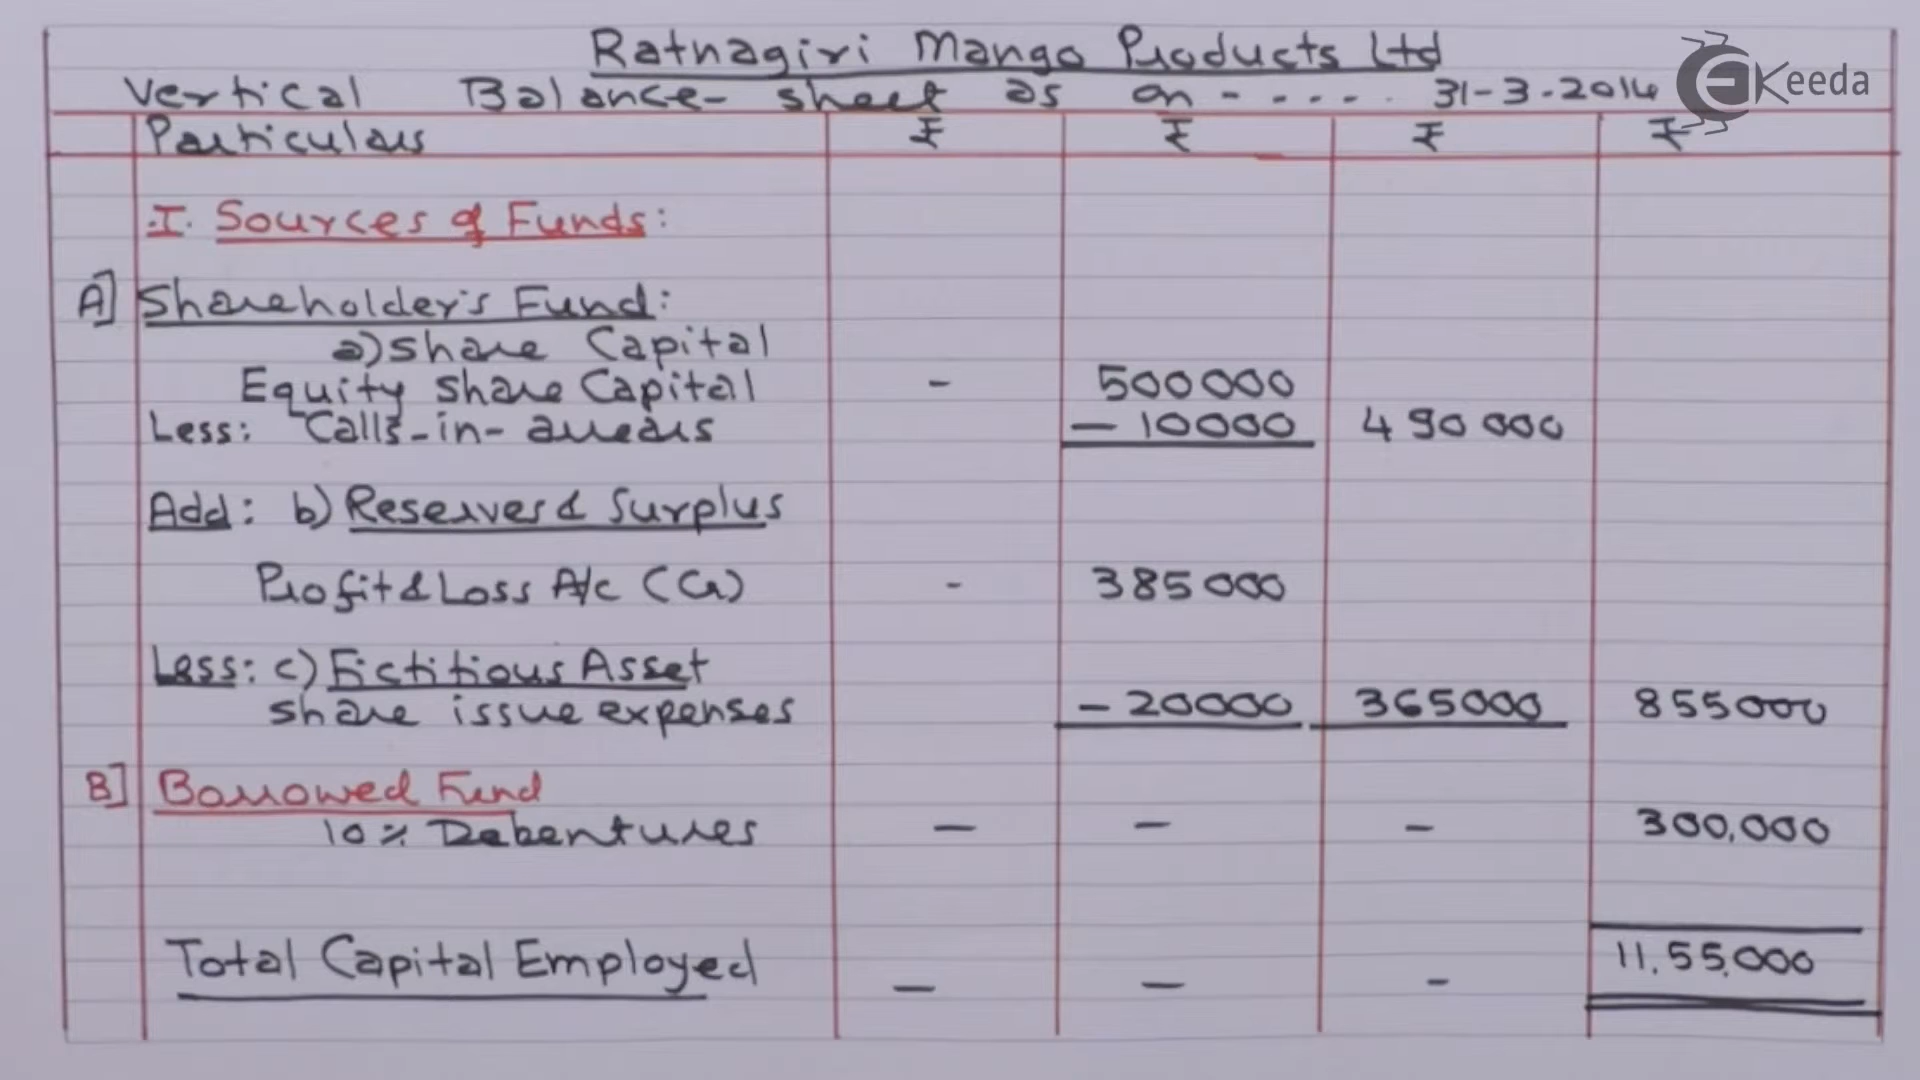 Ratnagiri Mango Products Ltd
Vertical Balance-sheet as on - - - - - 31-3-2014
Keeda
Particulars ₹ ₹ ₹ ₹
I. Sources of Funds:
A] Shareholder's Fund:
a) Share Capital
Equity Share Capital - 500000
Less: Calls-in-arrears - 10000 490000
Add: b) Reserves & Surplus
Profit & Loss A/c (Cr) - 385000
Less: c) Fictitious Asset
Share issue expenses - 20000 365000 855000
B] Borrowed Fund
10% Debentures - - - 300,000
Total Capital Employed - - - 11,55,000